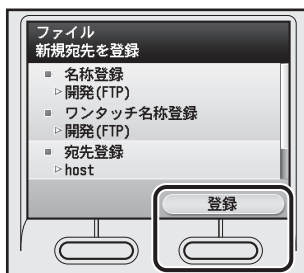 ファイル
新規宛先を登録
■ 名称登録
▷開発(FTP)
■ ワンタッチ名称登録
▷開発(FTP)
■ 宛先登録
▷host
登録